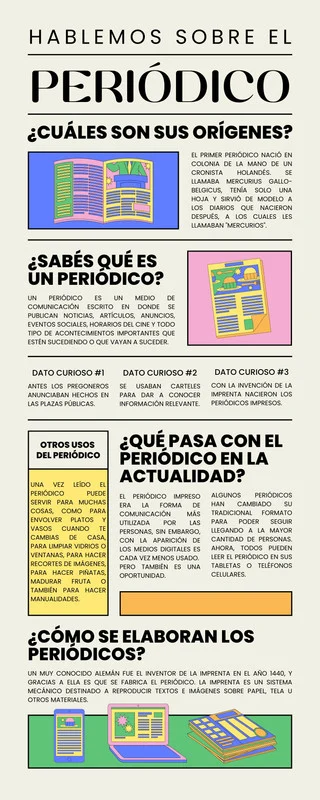 HABLEMOS SOBRE EL
PERIÓDICO
¿CUÁLES SON SUS ORÍGENES?
EL PRIMER PERIÓDICO NACIÓ EN
COLONIA DE LA MANO DE UN
CRONISTA HOLANDÉS. SE
LLAMABA MERCURIUS GALLO-
BELGICUS, TENÍA SOLO UNA
HOJA Y SIRVIÓ DE MODELO A
LOS DIARIOS QUE NACIERON
DESPUÉS, A LOS CUALES LES
LLAMABAN "MERCURIOS".
¿SABÉS QUÉ ES
UN PERIÓDICO?
UN PERIÓDICO ES UN MEDIO DE
COMUNICACIÓN ESCRITO EN DONDE SE
PUBLICAN NOTICIAS, ARTÍCULOS, ANUNCIOS,
EVENTOS SOCIALES, HORARIOS DEL CINE Y TODO
TIPO DE ACONTECIMIENTOS IMPORTANTES QUE
ESTÉN SUCEDIENDO O QUE VAYAN A SUCEDER.
DATO CURIOSO #1
ANTES LOS PREGONEROS
ANUNCIABAN HECHOS EN
LAS PLAZAS PÚBLICAS.
DATO CURIOSO #2
SE USABAN CARTELES
PARA DAR A CONOCER
INFORMACIÓN RELEVANTE.
DATO CURIOSO #3
CON LA INVENCIÓN DE LA
IMPRENTA NACIERON LOS
PERIÓDICOS IMPRESOS.
OTROS USOS
DEL PERIÓDICO
UNA VEZ LEÍDO EL
PERIÓDICO PUEDE
SERVIR PARA MUCHAS
COSAS, COMO PARA
ENVOLVER PLATOS Y
VASOS CUANDO TE
CAMBIAS DE CASA,
PARA LIMPIAR VIDRIOS O
VENTANAS, PARA HACER
RECORTES DE IMÁGENES,
PARA HACER PIÑATAS,
MADURAR FRUTA O
TAMBIÉN PARA HACER
MANUALIDADES.
¿QUÉ PASA CON EL
PERIÓDICO EN LA
ACTUALIDAD?
EL PERIÓDICO IMPRESO
ERA LA FORMA DE
COMUNICACIÓN MÁS
UTILIZADA POR LAS
PERSONAS, SIN EMBARGO,
CON LA APARICIÓN DE
LOS MEDIOS DIGITALES ES
CADA VEZ MENOS USADO.
PERO TAMBIÉN ES UNA
OPORTUNIDAD.
ALGUNOS PERIÓDICOS
HAN CAMBIADO SU
TRADICIONAL FORMATO
PARA PODER SEGUIR
LLEGANDO A LA MAYOR
CANTIDAD DE PERSONAS.
AHORA, TODOS PUEDEN
LEER EL PERIÓDICO EN SUS
TABLETAS O TELÉFONOS
CELULARES.
¿CÓMO SE ELABORAN LOS
PERIÓDICOS?
UN MUY CONOCIDO ALEMÁN FUE EL INVENTOR DE LA IMPRENTA EN EL AÑO 1440, Y
GRACIAS A ELLA ES QUE SE FABRICA EL PERIÓDICO. LA IMPRENTA ES UN SISTEMA
MECÁNICO DESTINADO A REPRODUCIR TEXTOS E IMÁGENES SOBRE PAPEL, TELA U
OTROS MATERIALES.